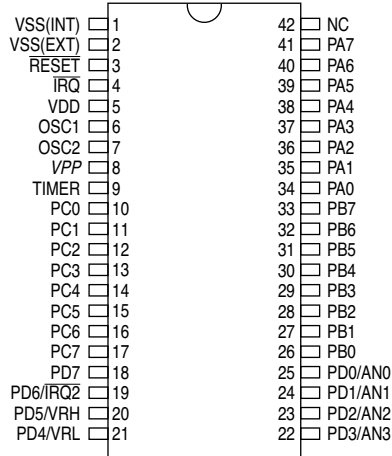 VSS(INT) 1 42 NC
VSS(EXT) 2 41 PA7
RESET 3 40 PA6
IRQ 4 39 PA5
VDD 5 38 PA4
OSC1 6 37 PA3
OSC2 7 36 PA2
VPP 8 35 PA1
TIMER 9 34 PA0
PC0 10 33 PB7
PC1 11 32 PB6
PC2 12 31 PB5
PC3 13 30 PB4
PC4 14 29 PB3
PC5 15 28 PB2
PC6 16 27 PB1
PC7 17 26 PB0
PD7 18 25 PD0/AN0
PD6/IRQ2 19 24 PD1/AN1
PD5/VRH 20 23 PD2/AN2
PD4/VRL 21 22 PD3/AN3